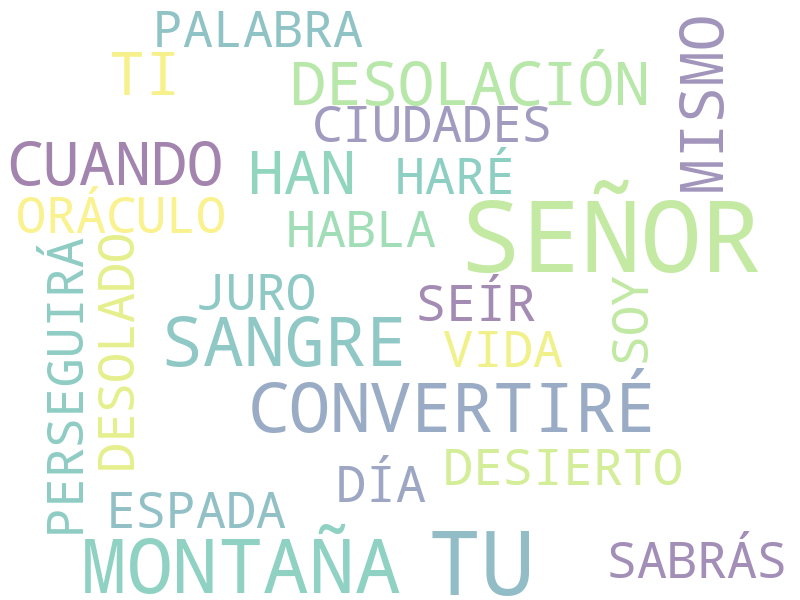 PALABRA
TI
DESOLACIÓN
MISMO
CIUDADES
CUANDO
HAN
HARÉ
ORÁCULO
HABLA
SEÑOR
PERSEGUIRÁ
DESOLADO
JURO
SEÍR
SOY
SANGRE
VIDA
CONVERTIRÉ
DÍA
DESIERTO
ESPADA
MONTAÑA
TU
SABRÁS